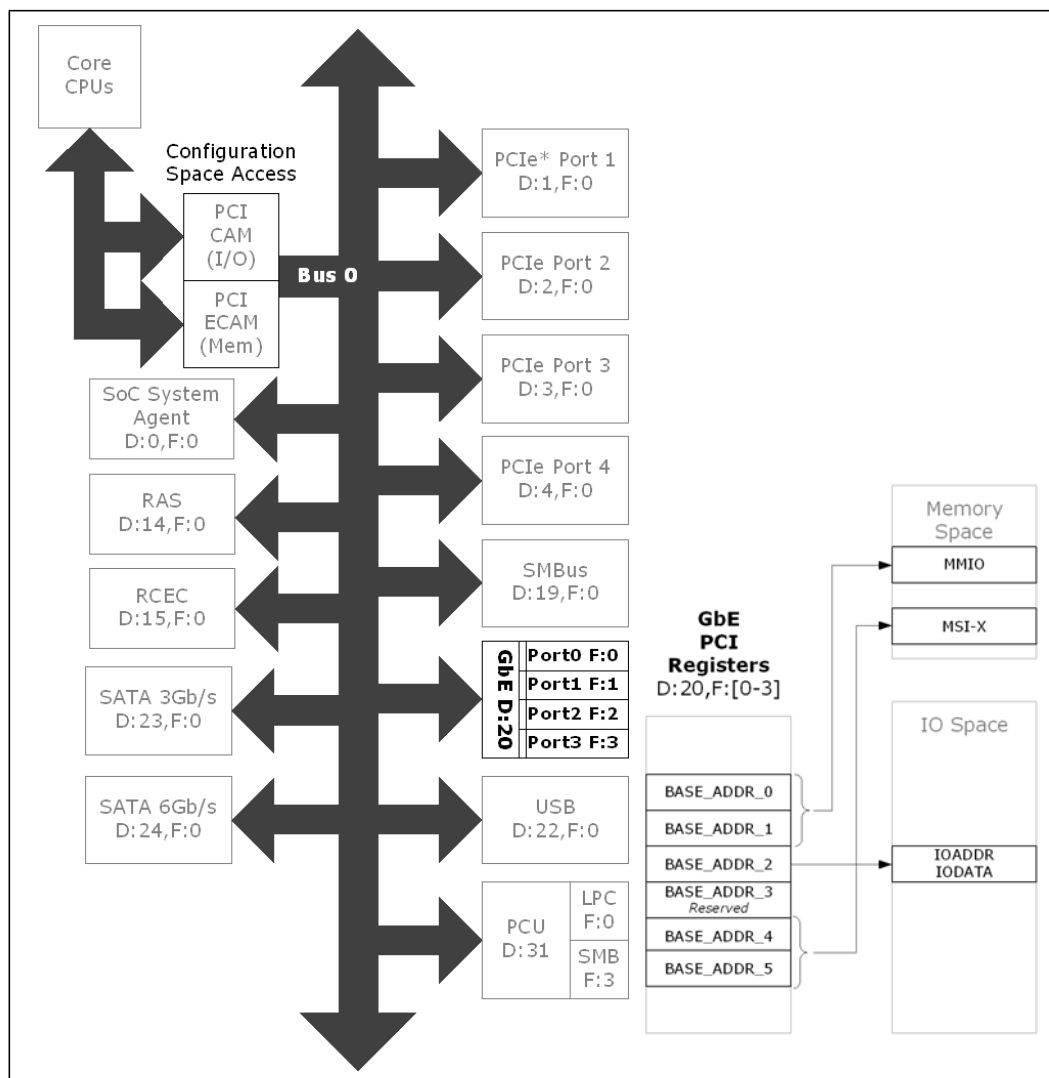 Core
CPUs
Configuration
Space Access
PCI
CAM
(I/O)
PCI
ECAM
(Mem)
Bus 0
SoC System
Agent
D:0,F:0
RAS
D:14,F:0
RCEC
D:15,F:0
SATA 3Gb/s
D:23,F:0
SATA 6Gb/s
D:24,F:0
PCIe* Port 1
D:1,F:0
PCIe Port 2
D:2,F:0
PCIe Port 3
D:3,F:0
PCIe Port 4
D:4,F:0
SMBus
D:19,F:0
GbE D:20
Port0 F:0
Port1 F:1
Port2 F:2
Port3 F:3
USB
D:22,F:0
PCU
D:31
LPC
F:0
SMB
F:3
GbE
PCI
Registers
D:20,F:[0-3]
BASE_ADDR_0
BASE_ADDR_1
BASE_ADDR_2
BASE_ADDR_3
Reserved
BASE_ADDR_4
BASE_ADDR_5
Memory
Space
MMIO
MSI-X
IO Space
IOADDR
IODATA